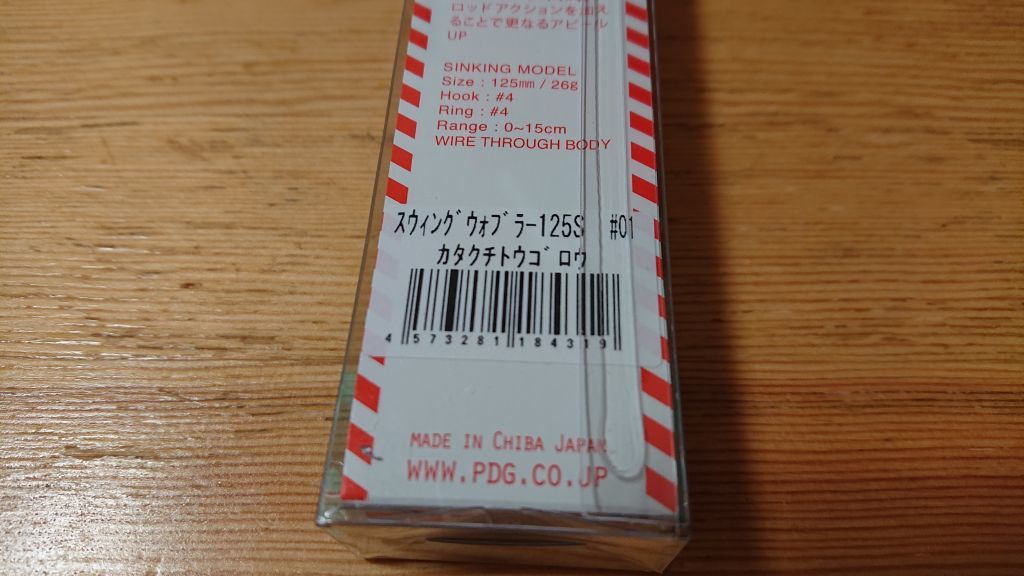 ロッドアクションを加え
ることで更なるアピール
UP
SINKING MODEL
Size : 125㎜ / 26g
Hook : #4
Ring : #4
Range : 0~15cm
WIRE THROUGH BODY
ｽｳｨﾝｸﾞｳｫﾌﾞﾗｰ125S #01
ｶﾀｸﾁﾄｳｺﾞﾛｳ
4 573281 184319
MADE IN CHIBA JAPAN
WWW.PDG.CO.JP